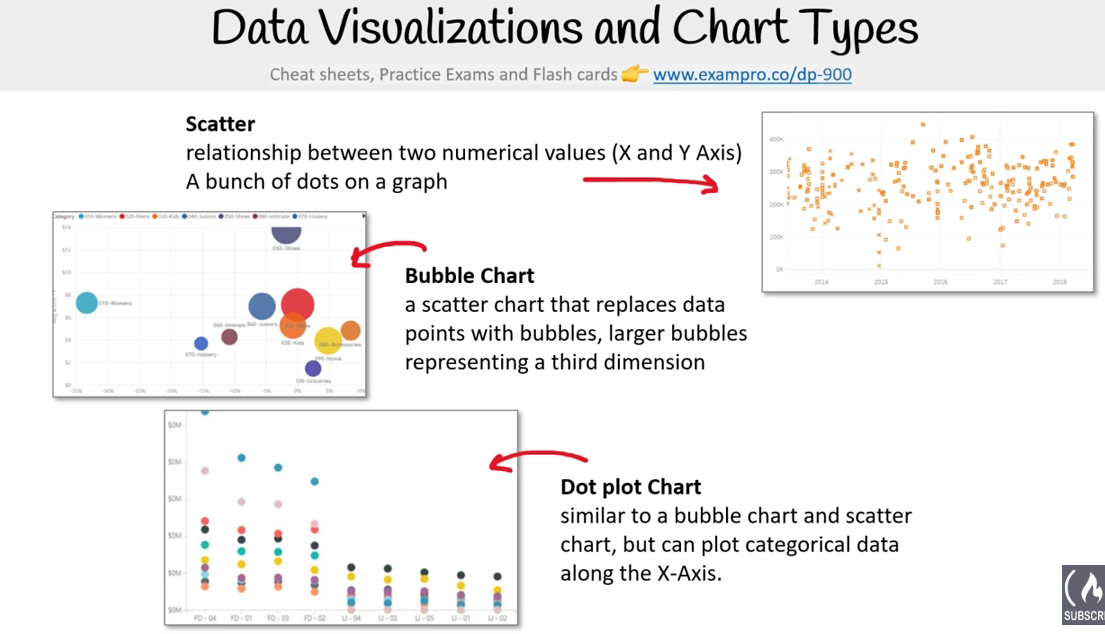 Data Visualizations and Chart Types
Cheat sheets, Practice Exams and Flash cards 👉 www.exampro.co/dp-900
Scatter
relationship between two numerical values (X and Y Axis)
A bunch of dots on a graph
400K
300K
200K
100K
0K
2014 2015 2016 2017 2018
010-Womens 020-Mens 030-Kids 040-Juniors 050-Shoes 060-Intimate 070-Hosiery
$14
050-Shoes
$12
$10
$8
010-Womens
$6
060-Intimate 040-Juniors
$4
030-Kids
070-Hosiery
090-Home
$2
100-Groceries
$0
-35% -30% -25% -20% -15% -10% -5% 0% 5% 10%
Bubble Chart
a scatter chart that replaces data
points with bubbles, larger bubbles
representing a third dimension
$0M
$0M
$0M
$0M
$0M
$0M
FD - 04 FD - 01 FD - 03 FD - 02 LI - 04 LI - 03 LI - 05 LI - 01 LI - 02
Dot plot Chart
similar to a bubble chart and scatter
chart, but can plot categorical data
along the X-Axis.
SUBSCR